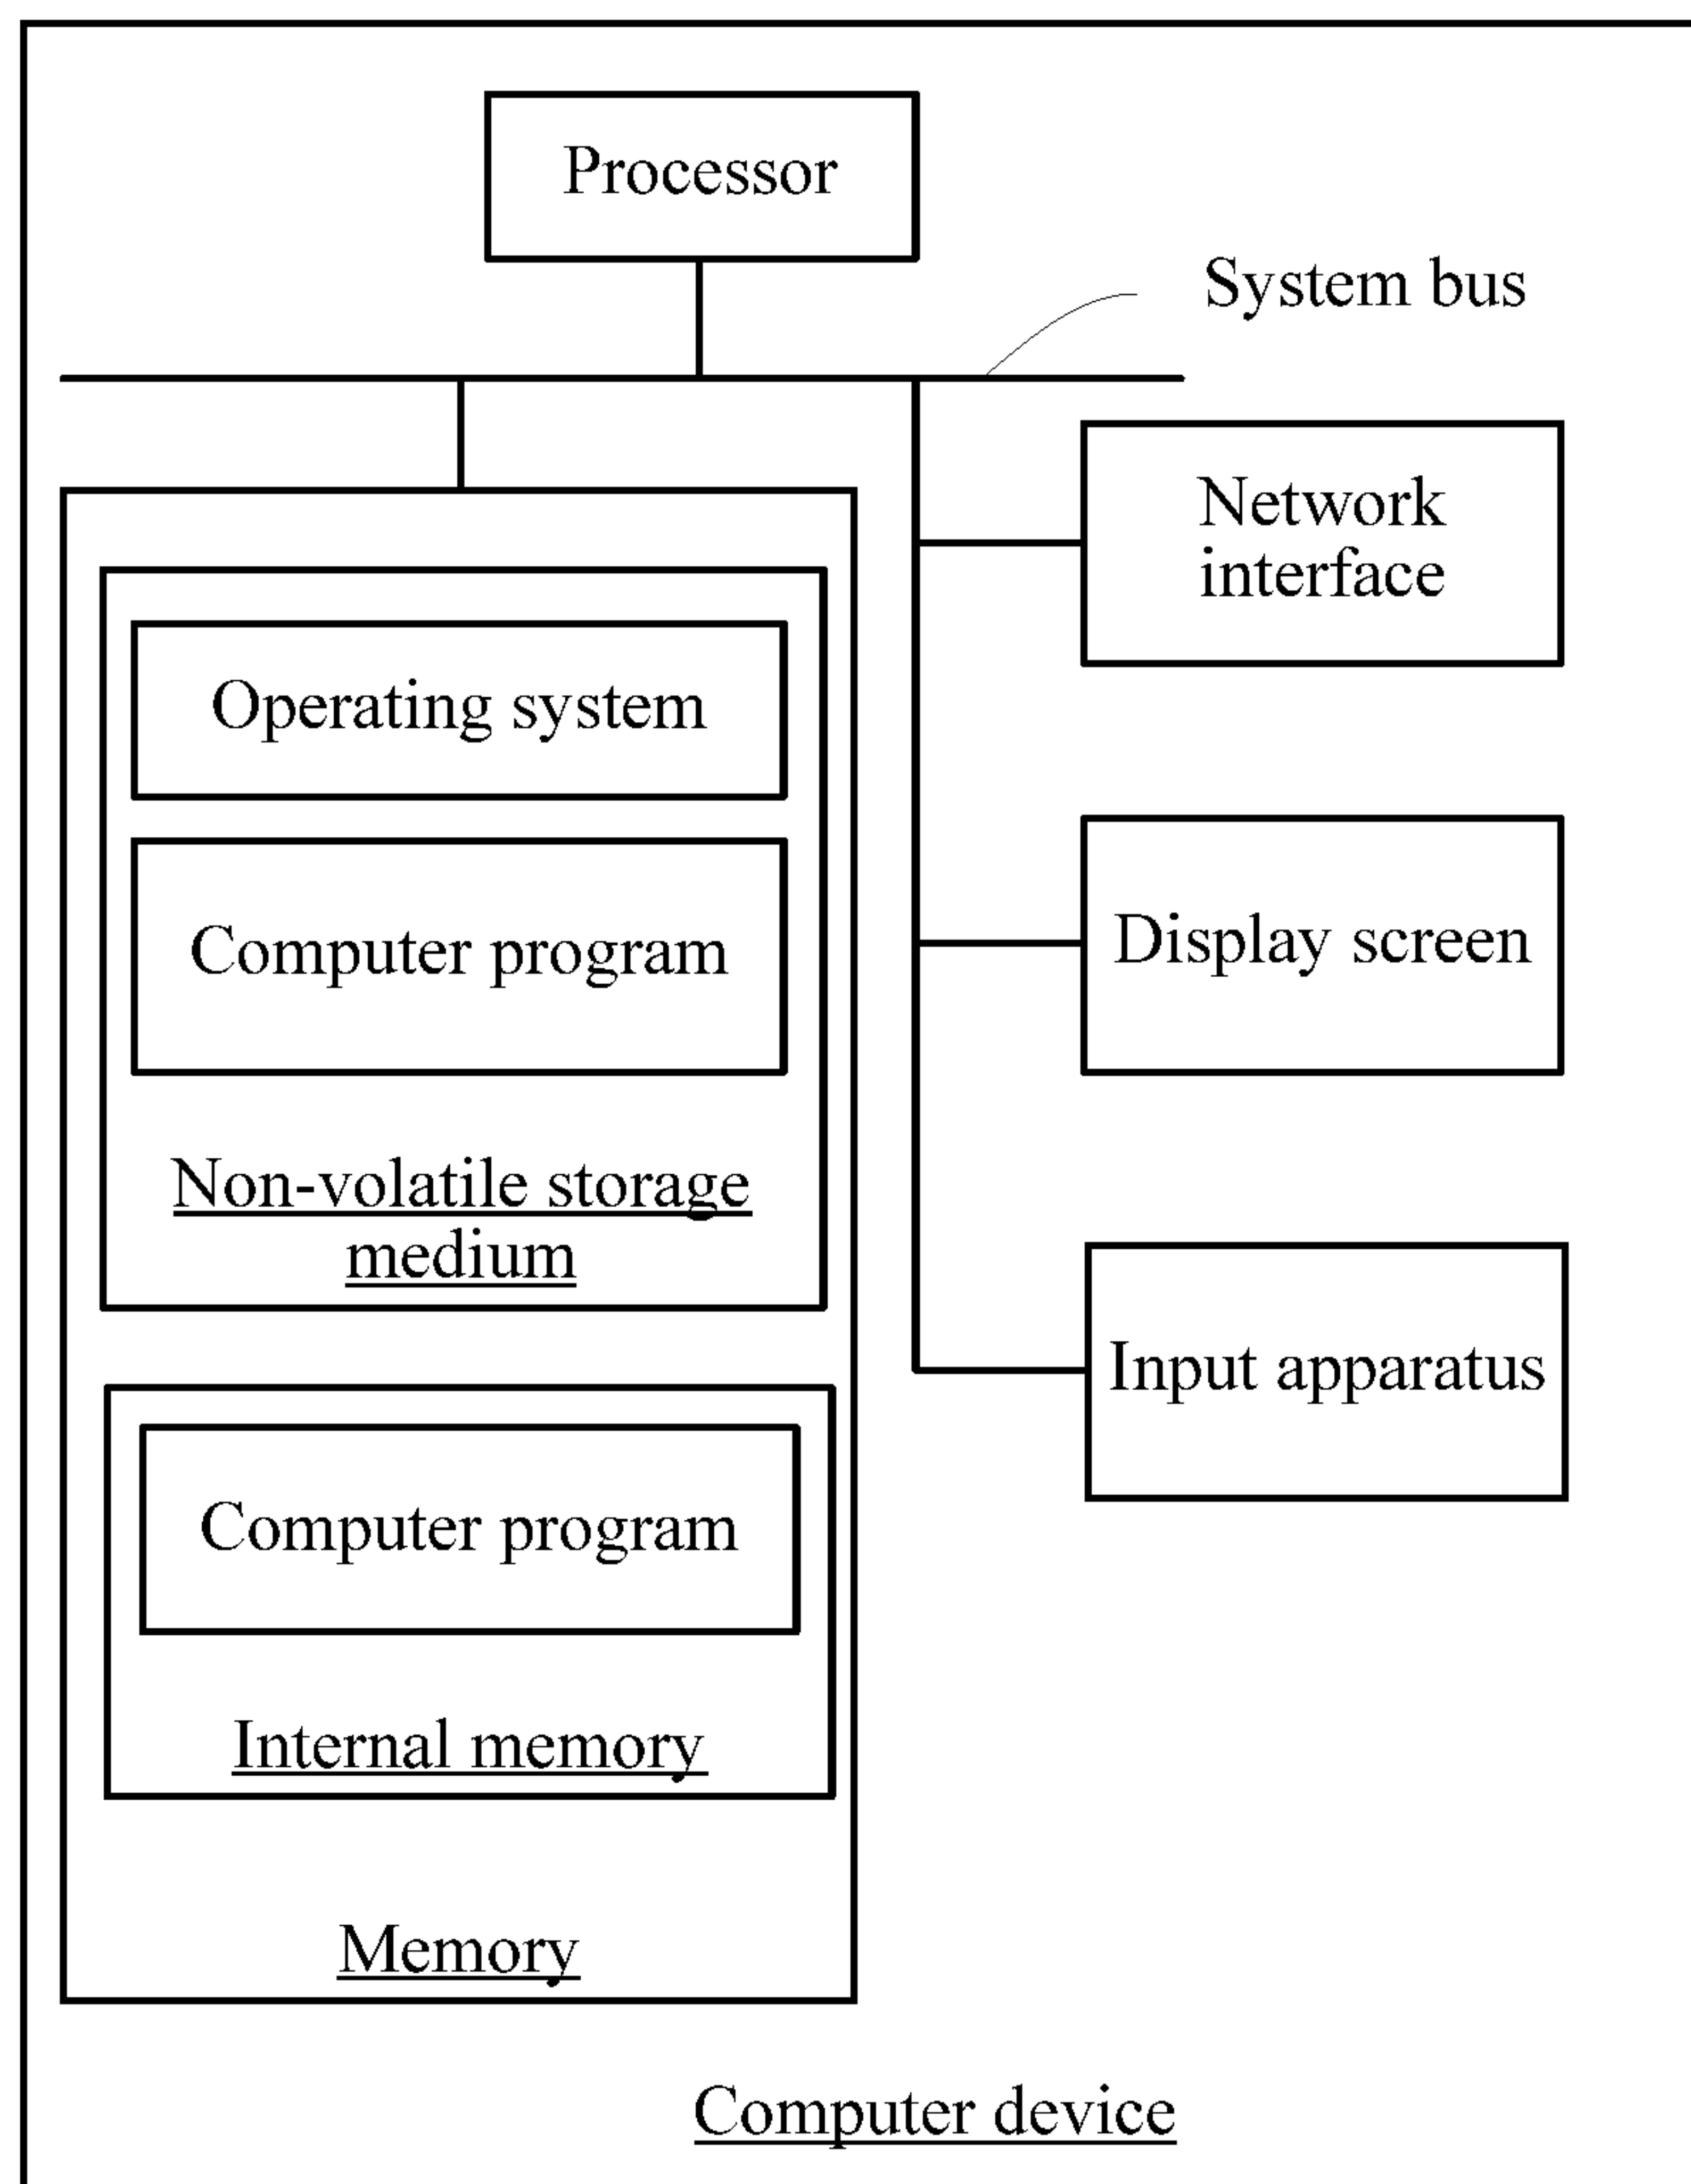 Processor
System bus
Network
interface
Operating system
Computer program
Display screen
Non-volatile storage
medium
Input apparatus
Computer program
Internal memory
Memory
Computer device